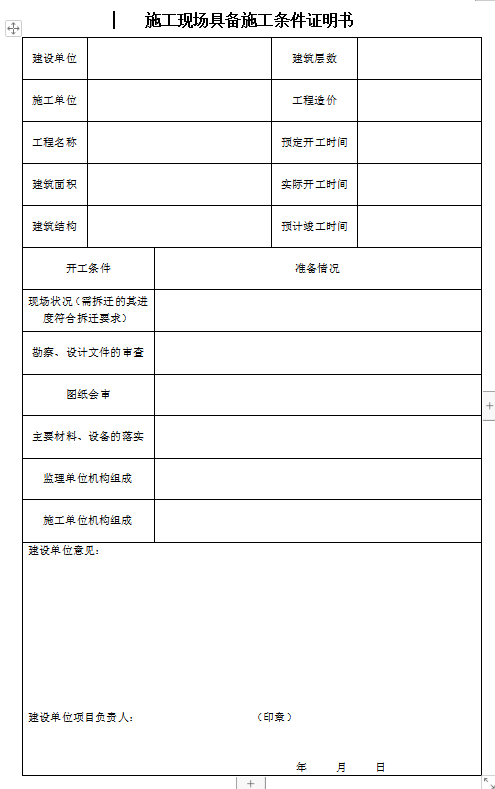 施工现场具备施工条件证明书
建设单位 建筑层数
施工单位 工程造价
工程名称 预定开工时间
建筑面积 实际开工时间
建筑结构 预计竣工时间
开工条件 准备情况
现场状况（需拆迁的其进
度符合拆迁要求）
勘察、设计文件的审查
图纸会审
主要材料、设备的落实
监理单位机构组成
施工单位机构组成
建设单位意见：
建设单位项目负责人： （印章）
年 月 日